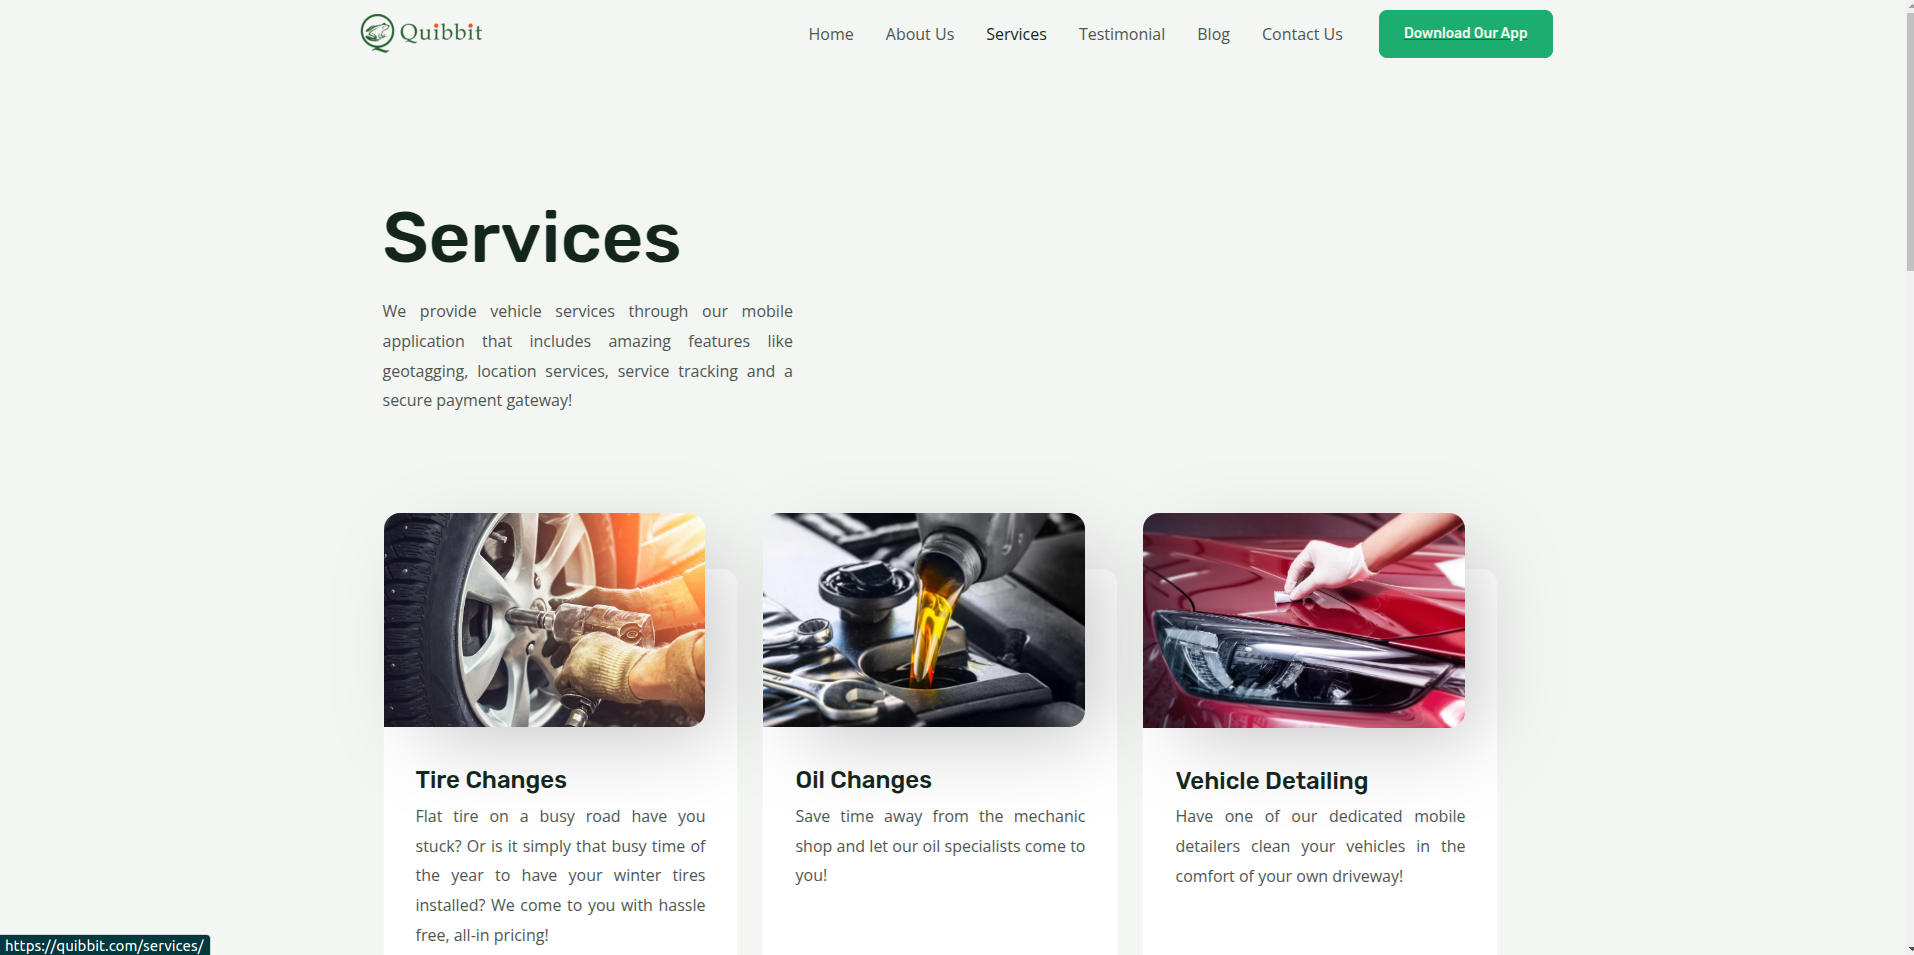 Quibbit
Home
About Us
Services
Testimonial
Blog
Contact Us
Download Our App
Services
We provide vehicle services through our mobile
application that includes amazing features like
geotagging, location services, service tracking and a
secure payment gateway!
Tire Changes
Flat tire on a busy road have you
stuck? Or is it simply that busy time of
the year to have your winter tires
installed? We come to you with hassle
free, all-in pricing!
Oil Changes
Save time away from the mechanic
shop and let our oil specialists come to
you!
Vehicle Detailing
Have one of our dedicated mobile
detailers clean your vehicles in the
comfort of your own driveway!
https://quibbit.com/services/